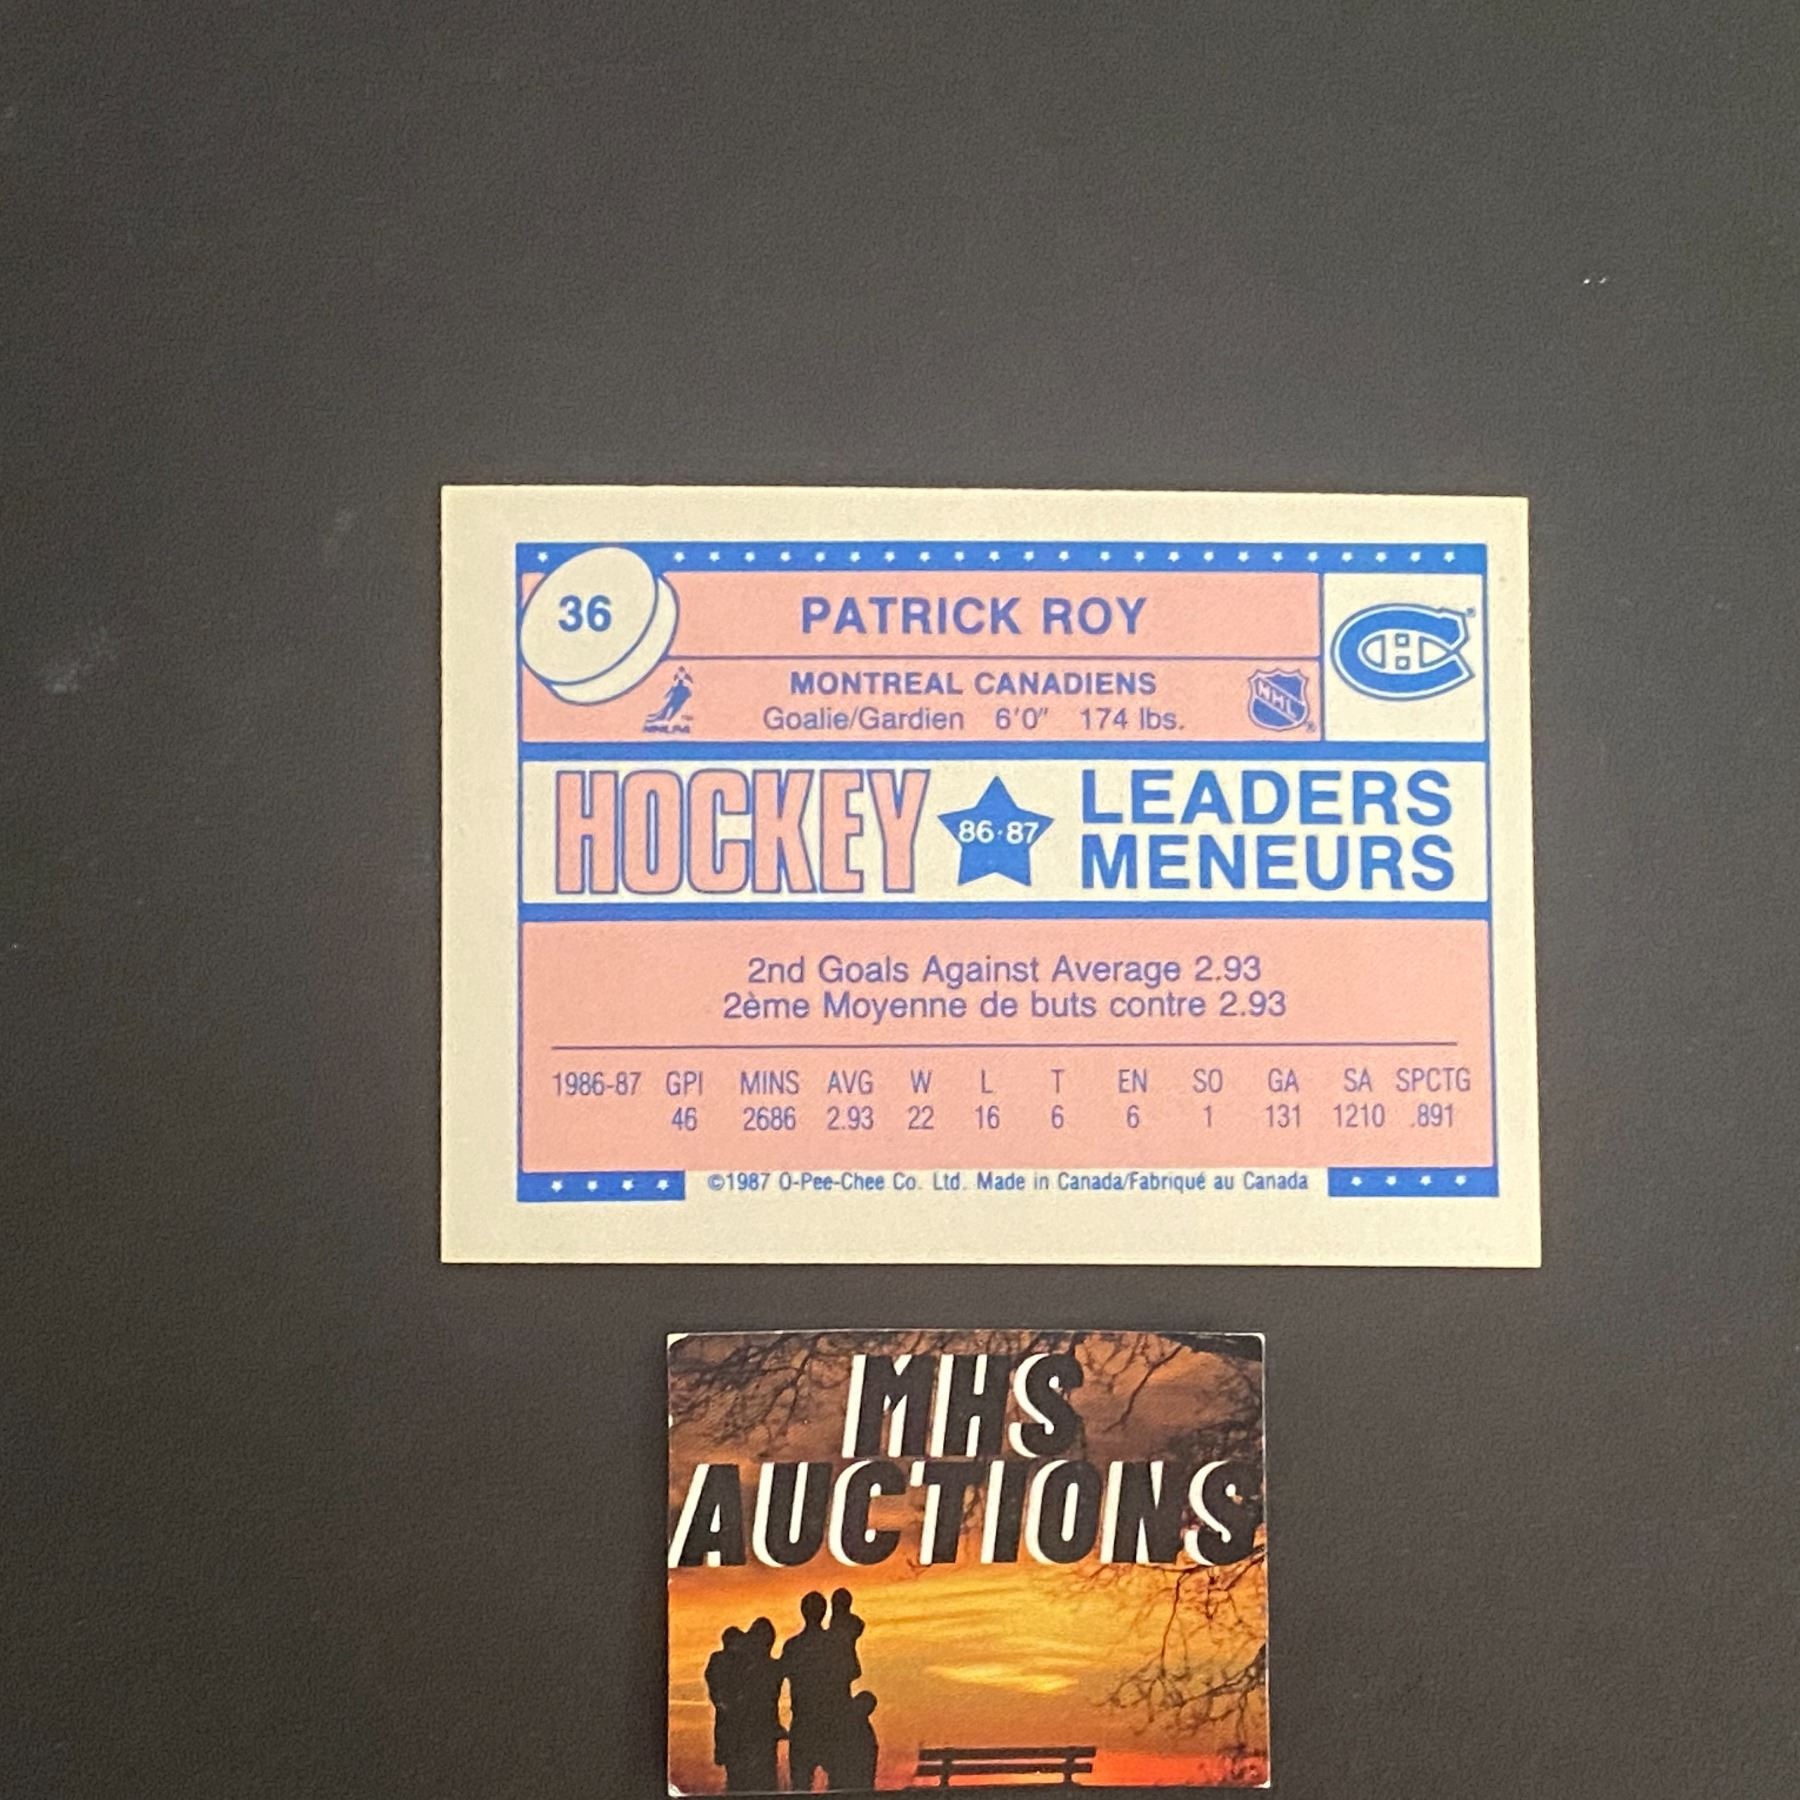 36
PATRICK ROY
MONTREAL CANADIENS
Goalie/Gardien 6'0" 174 lbs.
NHLPA
NHL
HOCKEY 86·87 LEADERS
MENEURS
2nd Goals Against Average 2.93
2ème Moyenne de buts contre 2.93
1986-87 GPI MINS AVG W L T EN SO GA SA SPCTG
46 2686 2.93 22 16 6 6 1 131 1210 .891
©1987 O-Pee-Chee Co. Ltd. Made in Canada/Fabriqué au Canada
MHS
AUCTIONS